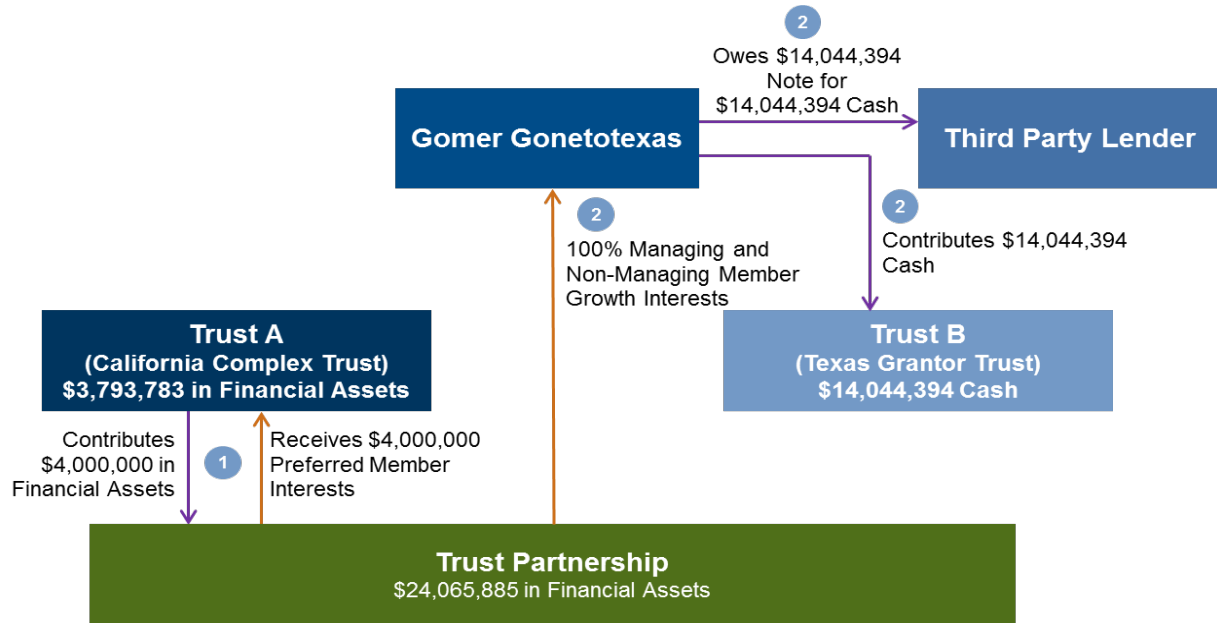 2
Owes $14,044,394
Note for
$14,044,394 Cash
Gomer Gonetotexas
Third Party Lender
2
100% Managing and
Non-Managing Member
Growth Interests
2
Contributes $14,044,394
Cash
Trust A
(California Complex Trust)
$3,793,783 in Financial Assets
Trust B
(Texas Grantor Trust)
$14,044,394 Cash
Contributes
$4,000,000 in
Financial Assets
1
Receives $4,000,000
Preferred Member
Interests
Trust Partnership
$24,065,885 in Financial Assets